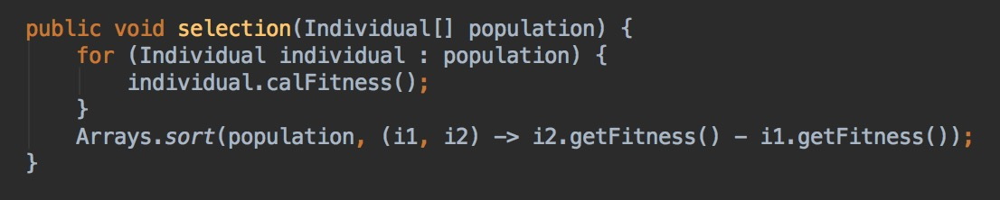 public void selection(Individual[] population) {
    for (Individual individual : population) {
        individual.calFitness();
    }
    Arrays.sort(population, (i1, i2) -> i2.getFitness() - i1.getFitness());
}